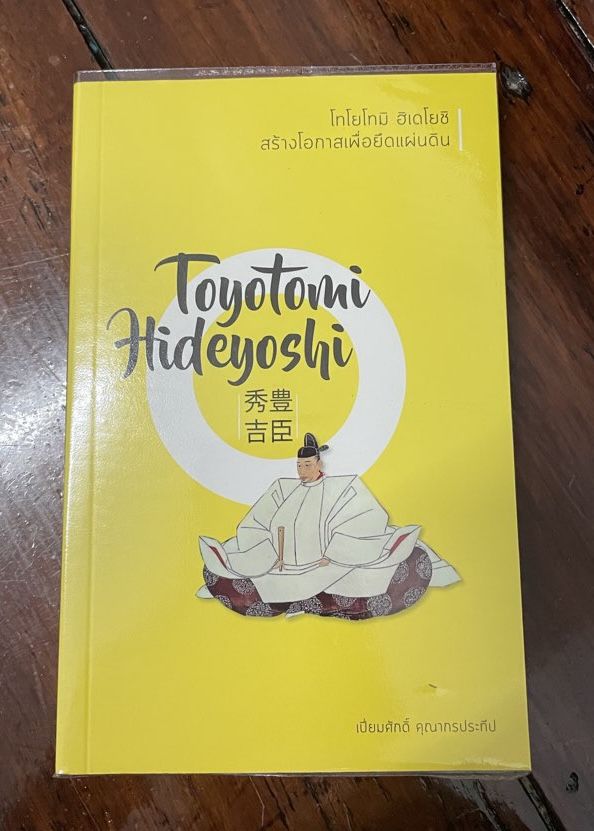 โทโยโทมิ ฮิเดโยชิ
สร้างโอกาสเพื่อยึดแผ่นดิน
Toyotomi
Hideyoshi
豊臣
秀吉
เปี่ยมศักดิ์ คุณากรประทีป